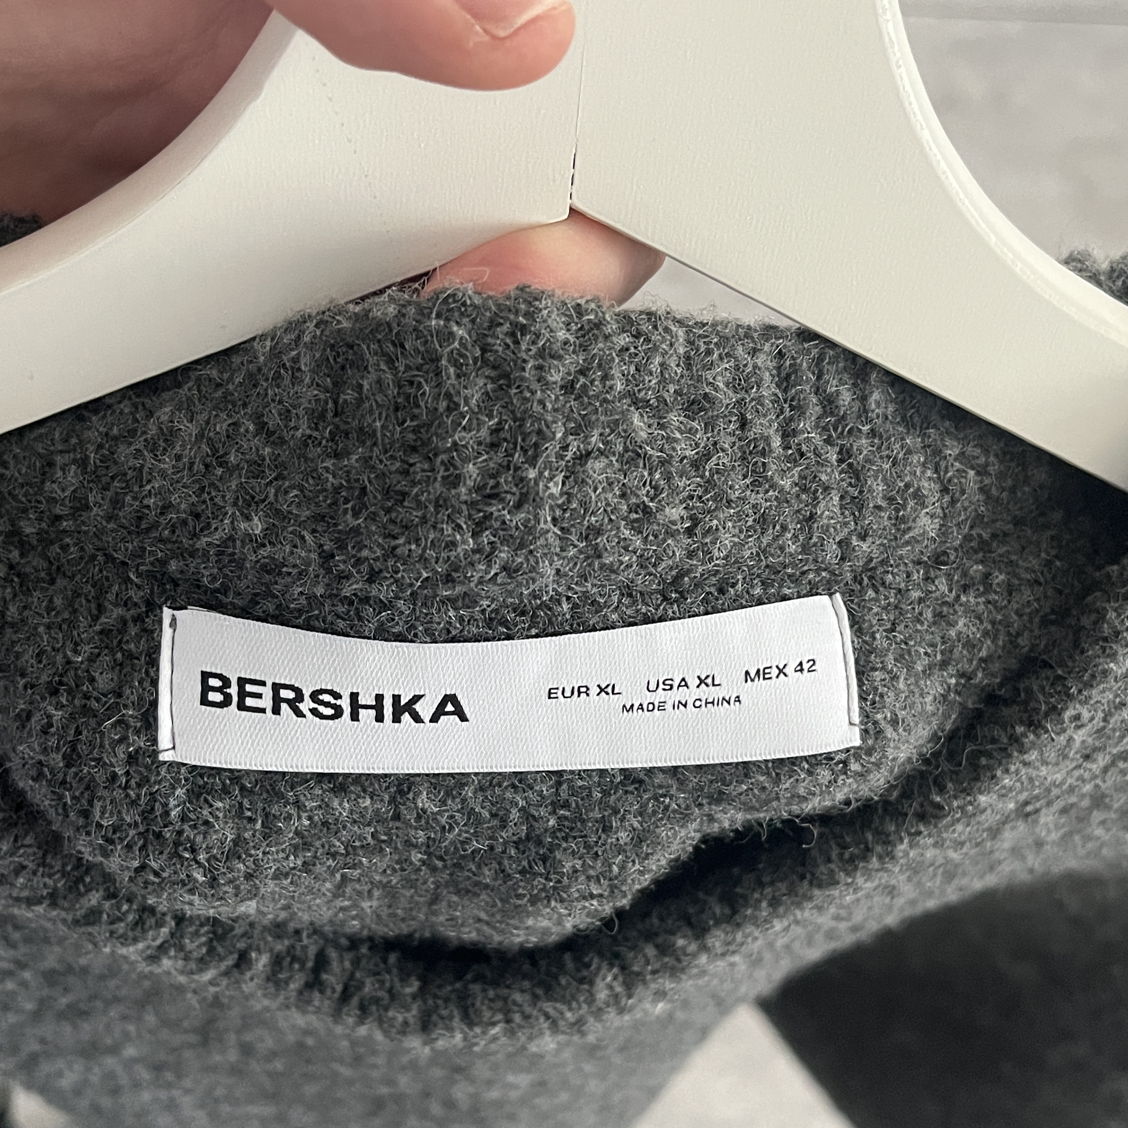 BERSHKA
EUR XL USA XL MEX 42
MADE IN CHINA